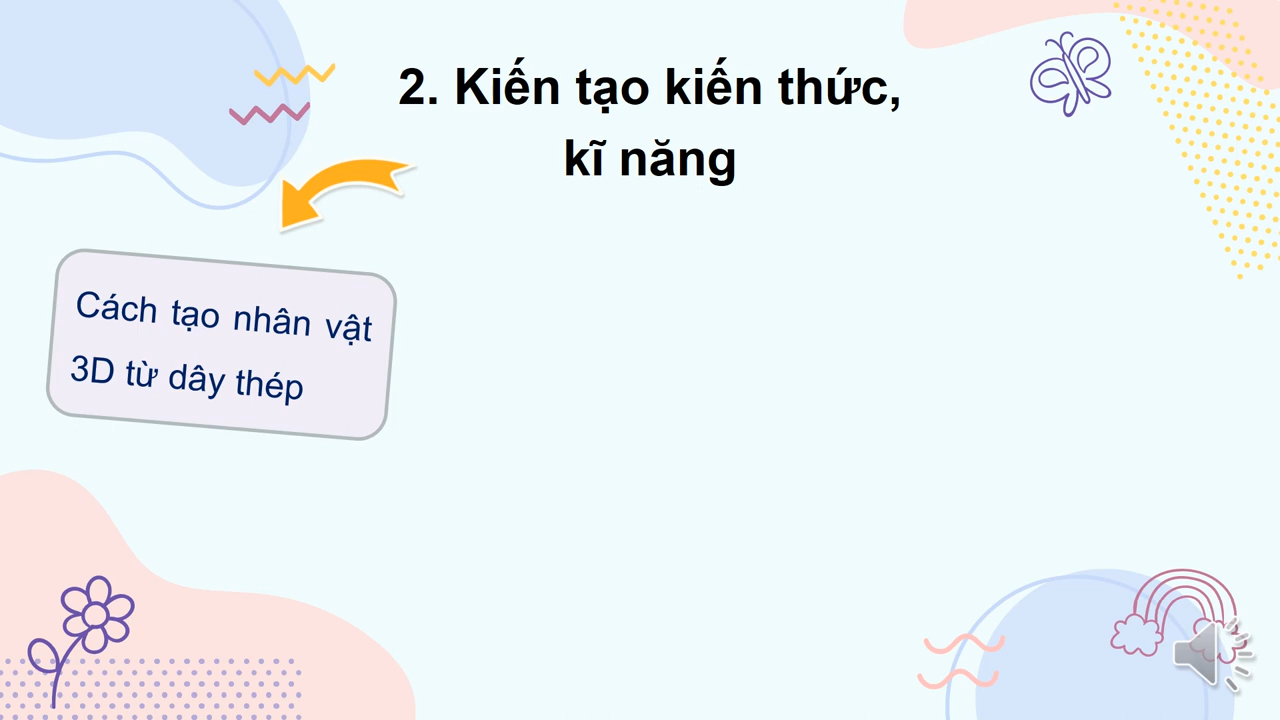 2. Kiến tạo kiến thức,
kĩ năng
Cách tạo nhân vật
3D từ dây thép